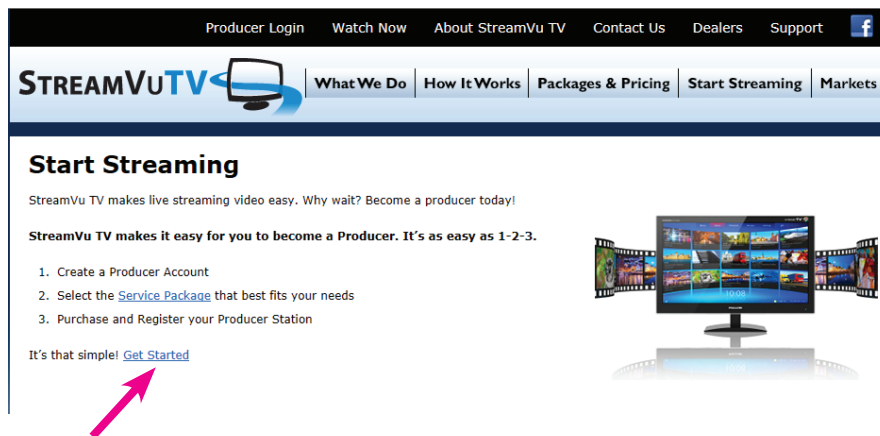 Producer Login Watch Now About StreamVu TV Contact Us Dealers Support f
STREAMVUTV What We Do How It Works Packages & Pricing Start Streaming Markets
Start Streaming
StreamVu TV makes live streaming video easy. Why wait? Become a producer today!
StreamVu TV makes it easy for you to become a Producer. It's as easy as 1-2-3.
1. Create a Producer Account
2. Select the Service Package that best fits your needs
3. Purchase and Register your Producer Station
It's that simple! Get Started
10:08